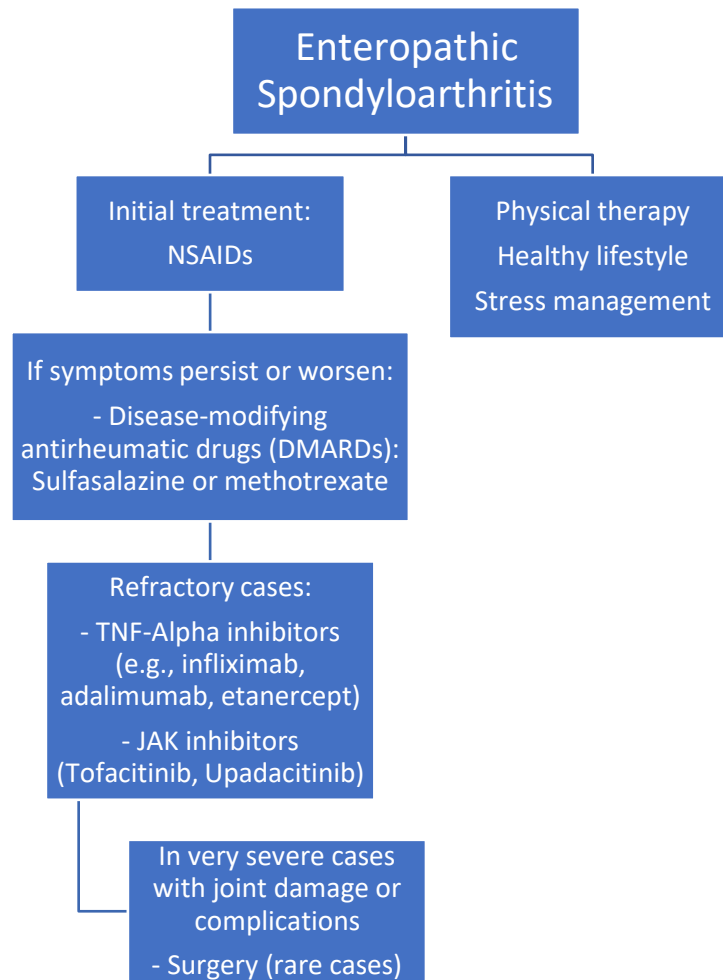 Enteropathic
Spondyloarthritis
Initial treatment:
NSAIDs
Physical therapy
Healthy lifestyle
Stress management
If symptoms persist or worsen:
- Disease-modifying
antirheumatic drugs (DMARDs):
Sulfasalazine or methotrexate
Refractory cases:
- TNF-Alpha inhibitors
(e.g., infliximab,
adalimumab, etanercept)
- JAK inhibitors
(Tofacitinib, Upadacitinib)
In very severe cases
with joint damage or
complications
- Surgery (rare cases)